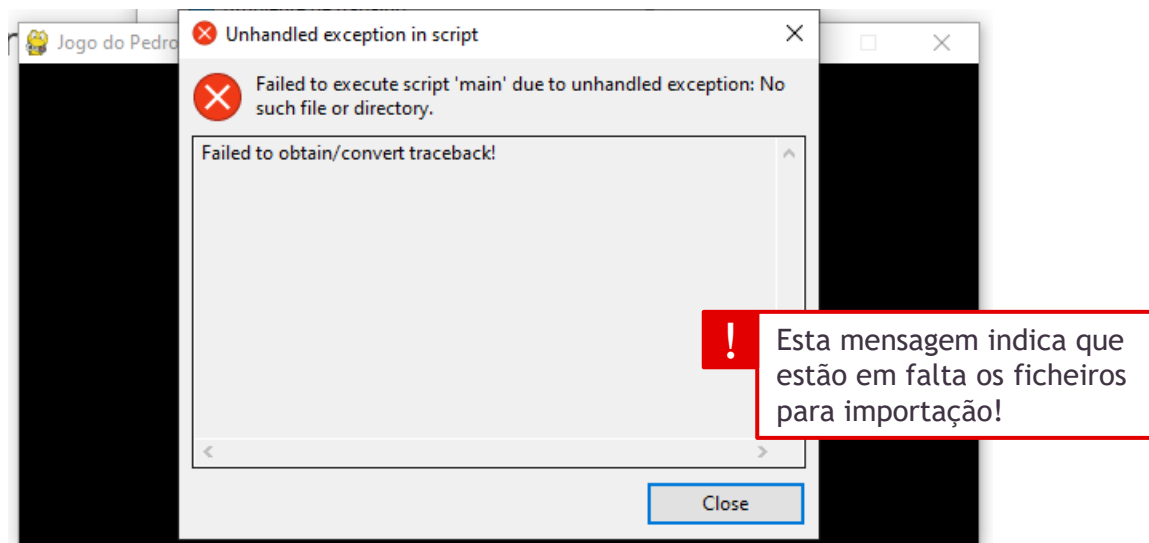 Jogo do Pedro
Unhandled exception in script
Failed to execute script 'main' due to unhandled exception: No
such file or directory.
Failed to obtain/convert traceback!
!
Esta mensagem indica que
estão em falta os ficheiros
para importação!
Close